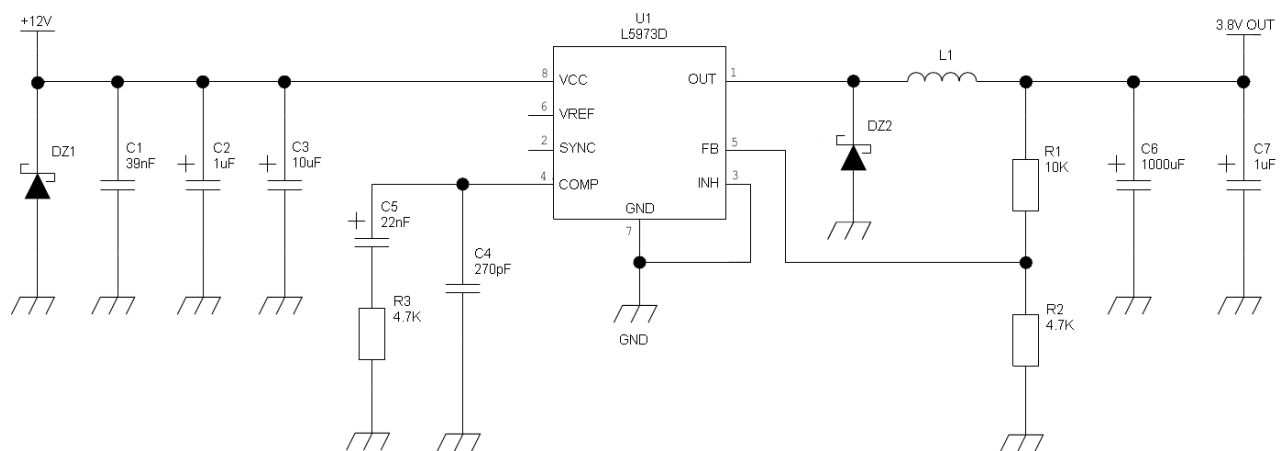 +12V
U1
L5973D
3.8V OUT
8 VCC
OUT 1
L1
6 VREF
2 SYNC
FB 5
4 COMP
INH 3
GND
7
DZ1
C1
39nF
C2
1uF
C3
10uF
DZ2
R1
10K
C6
1000uF
C7
1uF
C5
22nF
C4
270pF
R3
4.7K
R2
4.7K
GND